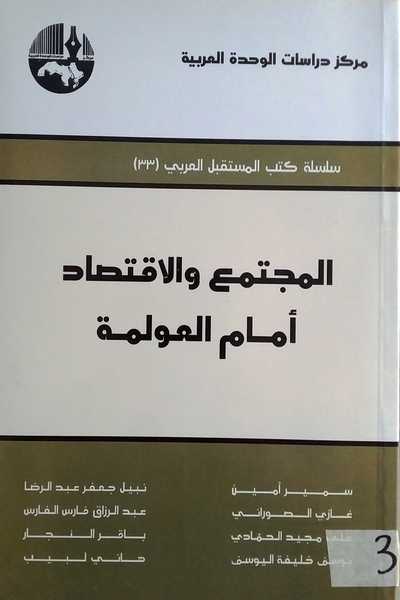 مركز دراسات الوحدة العربية
سلسلة كتب المستقبل العربي (٣٣)
المجتمع والاقتصاد
أمام العولمة
سمير أمين
نبيل جعفر عبد الرضا
غازي الصوراني
عبد الرزاق فارس الفارس
علي مجيد الحمادي
باقر النجار
يوسف خليفة اليوسف
هاني لبيب
3